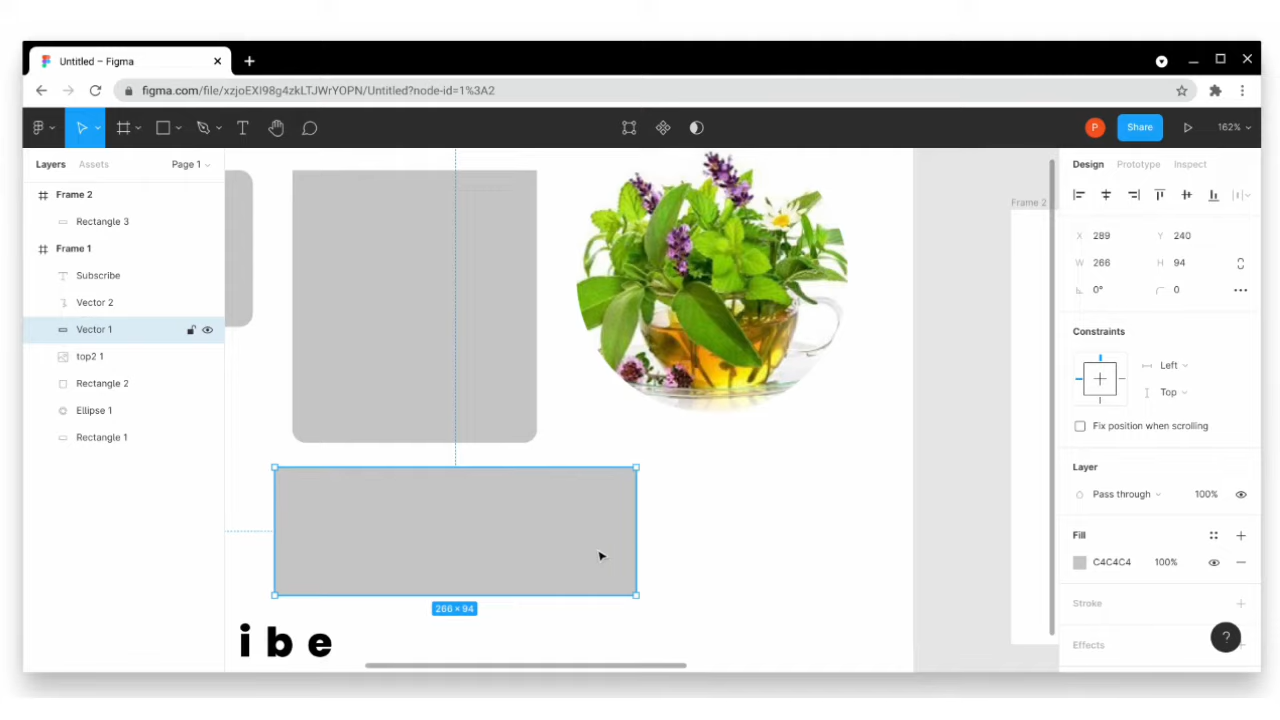 Untitled – Figma
figma.com/file/xzjoEXI98g4zkLTJWrYOPN/Untitled?node-id=1%3A2
P
Share
162%
Layers
Assets
Page 1
Frame 2
Rectangle 3
Frame 1
Subscribe
Vector 2
Vector 1
top2 1
Rectangle 2
Ellipse 1
Rectangle 1
Frame 2
266 × 94
ibe
Design
Prototype
Inspect
X 289 Y 240
W 266 H 94
0° 0
Constraints
Left
Top
Fix position when scrolling
Layer
Pass through 100%
Fill
C4C4C4 100%
Stroke
Effects
?